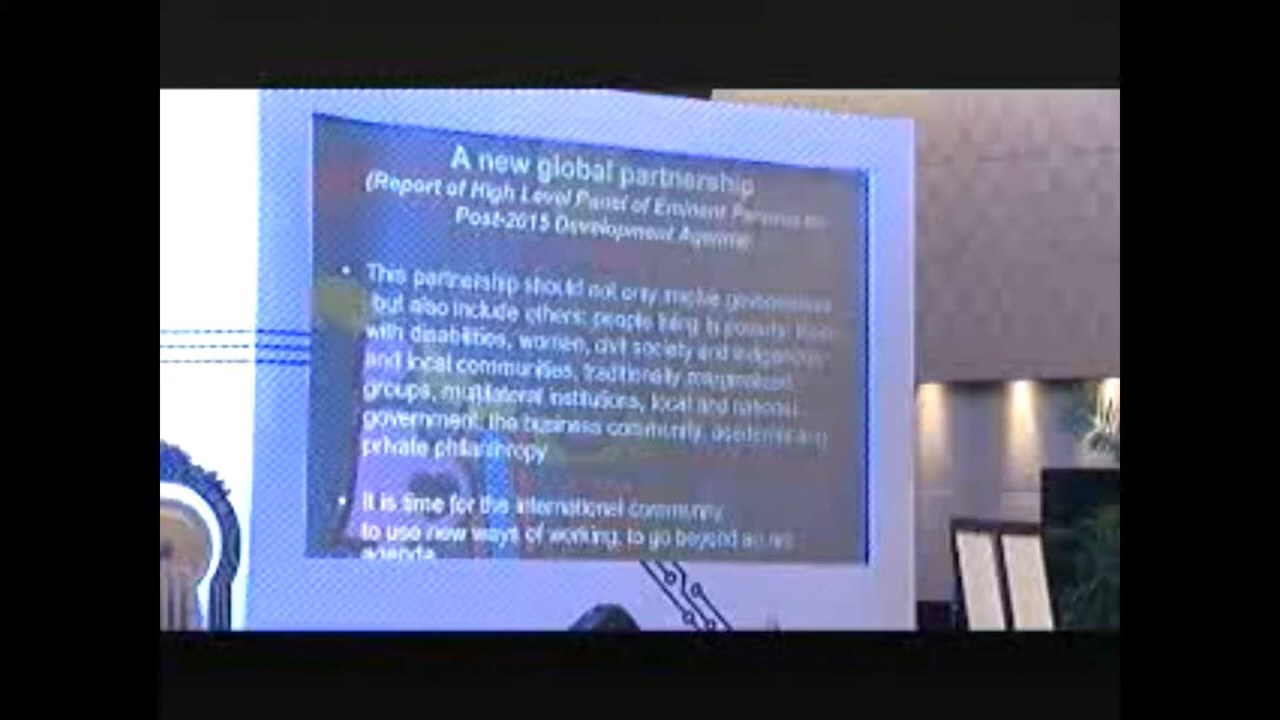 A new global partnership
(Report of High Level Panel of Eminent Persons on
Post-2015 Development Agenda)
• This partnership should not only involve governments
but also include others: people living in poverty, those
with disabilities, women, civil society and indigenous
and local communities, traditionally marginalised
groups, multilateral institutions, local and national
government, the business community, academia and
private philanthropy
• It is time for the international community
to use new ways of working, to go beyond an aid
agenda